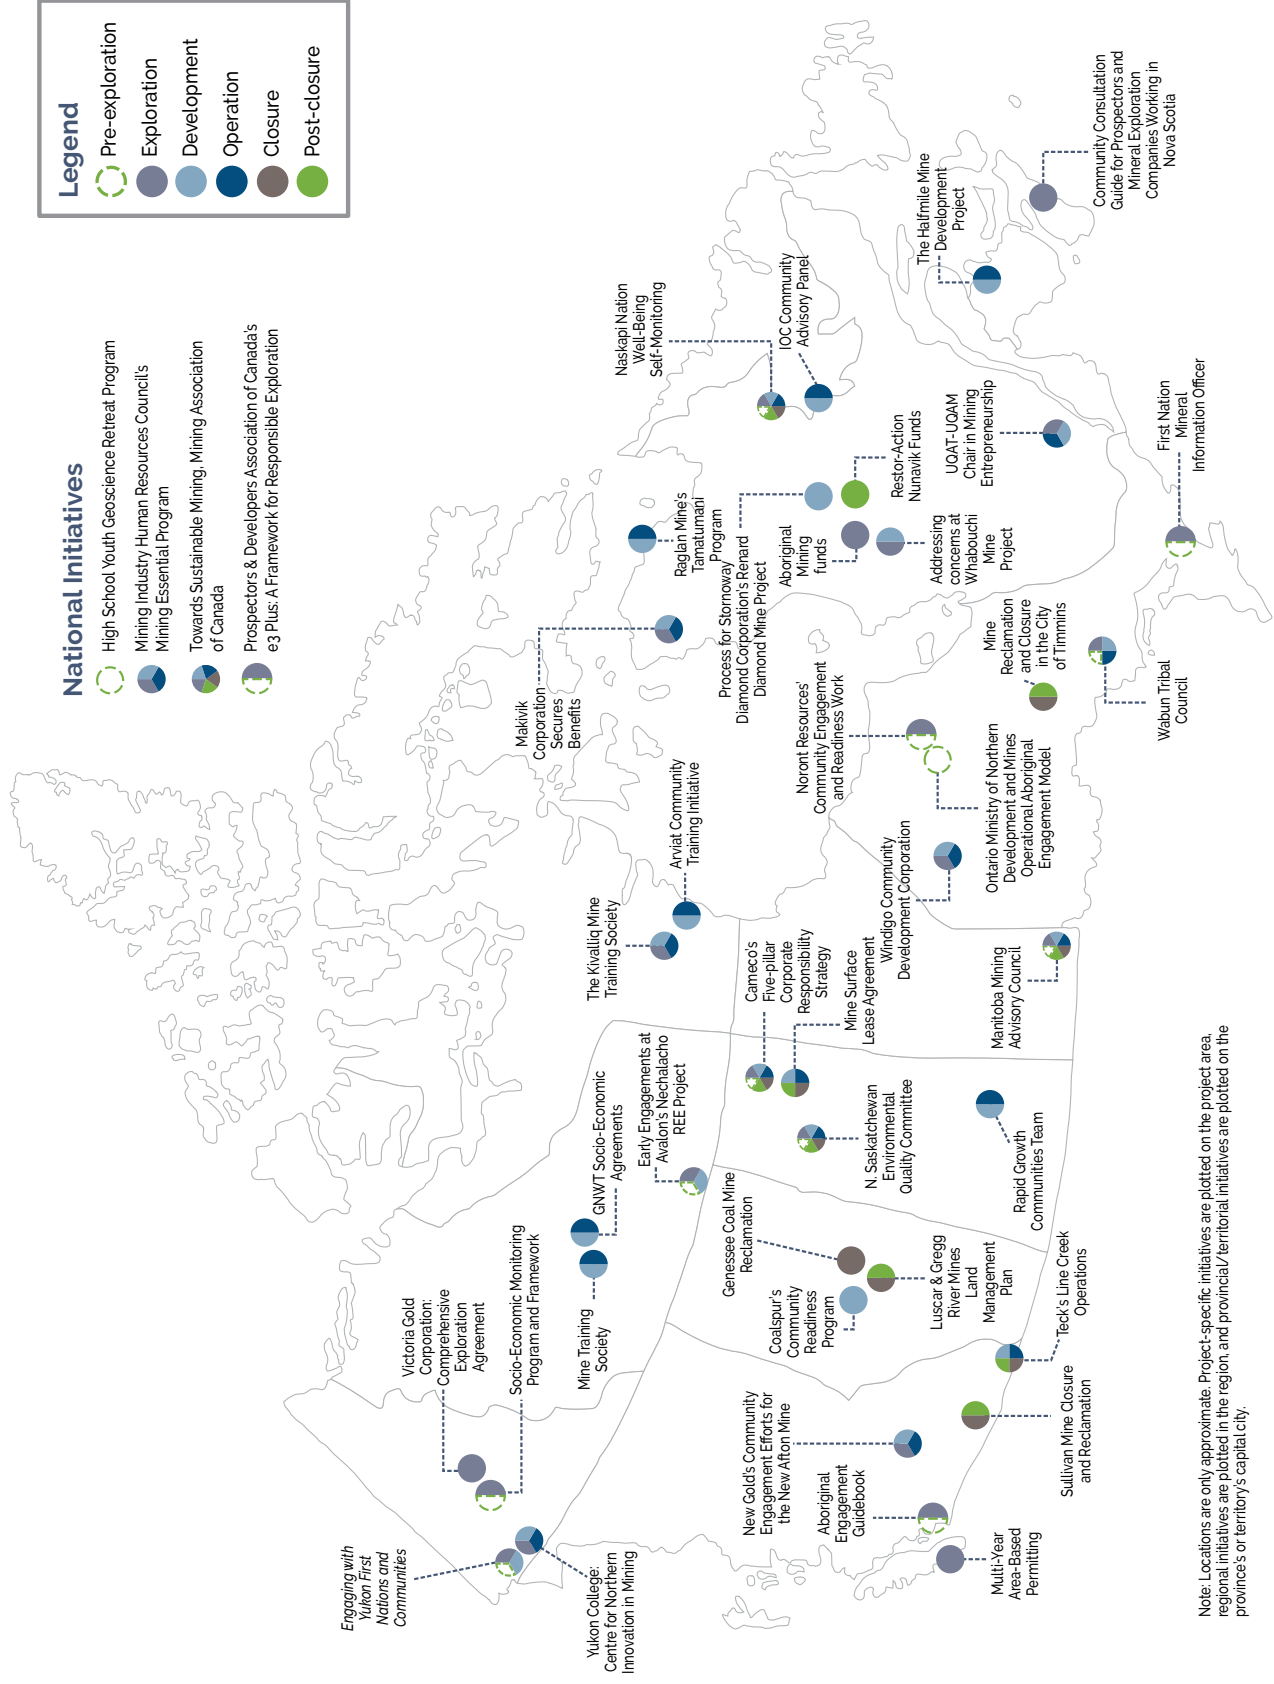 Legend
Pre-exploration
Exploration
Development
Operation
Closure
Post-closure
National Initiatives
High School Youth Geoscience Retreat Program
Mining Industry Human Resources Council's
Mining Essential Program
Towards Sustainable Mining, Mining Association
of Canada
Prospectors & Developers Association of Canada's
e3 Plus: A Framework for Responsible Exploration
Engaging with
Yukon First
Nations and
Communities
Victoria Gold
Corporation:
Comprehensive
Exploration
Agreement
Socio-Economic Monitoring
Program and Framework
Yukon College:
Centre for Northern
Innovation in Mining
Mine Training
Society
GNWT Socio-Economic
Agreements
Early Engagements at
Avalon's Nechalacho
REE Project
The Kivalliq Mine
Training Society
Arviat Community
Training Initiative
Makivik
Corporation
Secures
Benefits
Raglan Mine's
Tamatumani
Program
Naskapi Nation
Well-Being
Self-Monitoring
IOC Community
Advisory Panel
Process for Stornoway
Diamond Corporation's Renard
Diamond Mine Project
Aboriginal
Mining
funds
Restor-Action
Nunavik Funds
Addressing
concerns at
Whabouchi
Mine
Project
UQAT-UQAM
Chair in Mining
Entrepreneurship
The Halfmile Mine
Development
Project
Community Consultation
Guide for Prospectors and
Mineral Exploration
Companies Working in
Nova Scotia
First Nation
Mineral
Information Officer
Mine
Reclamation
and Closure
in the City
of Timmins
Wabun Tribal
Council
Noront Resources'
Community Engagement
and Readiness Work
Ontario Ministry of Northern
Development and Mines
Operational Aboriginal
Engagement Model
Windigo Community
Development Corporation
Manitoba Mining
Advisory Council
Cameco's
Five-pillar
Corporate
Responsibility
Strategy
Mine Surface
Lease Agreement
N. Saskatchewan
Environmental
Quality Committee
Rapid Growth
Communities Team
Genessee Coal Mine
Reclamation
Coalspur's
Community
Readiness
Program
Luscar & Gregg
River Mines
Land
Management
Plan
Teck's Line Creek
Operations
Sullivan Mine Closure
and Reclamation
New Gold's Community
Engagement Efforts for
the New Afton Mine
Aboriginal
Engagement
Guidebook
Multi-Year
Area-Based
Permitting
Note: Locations are only approximate. Project-specific initiatives are plotted on the project area,
regional initiatives are plotted in the region, and provincial/territorial initiatives are plotted on the
province's or territory's capital city.